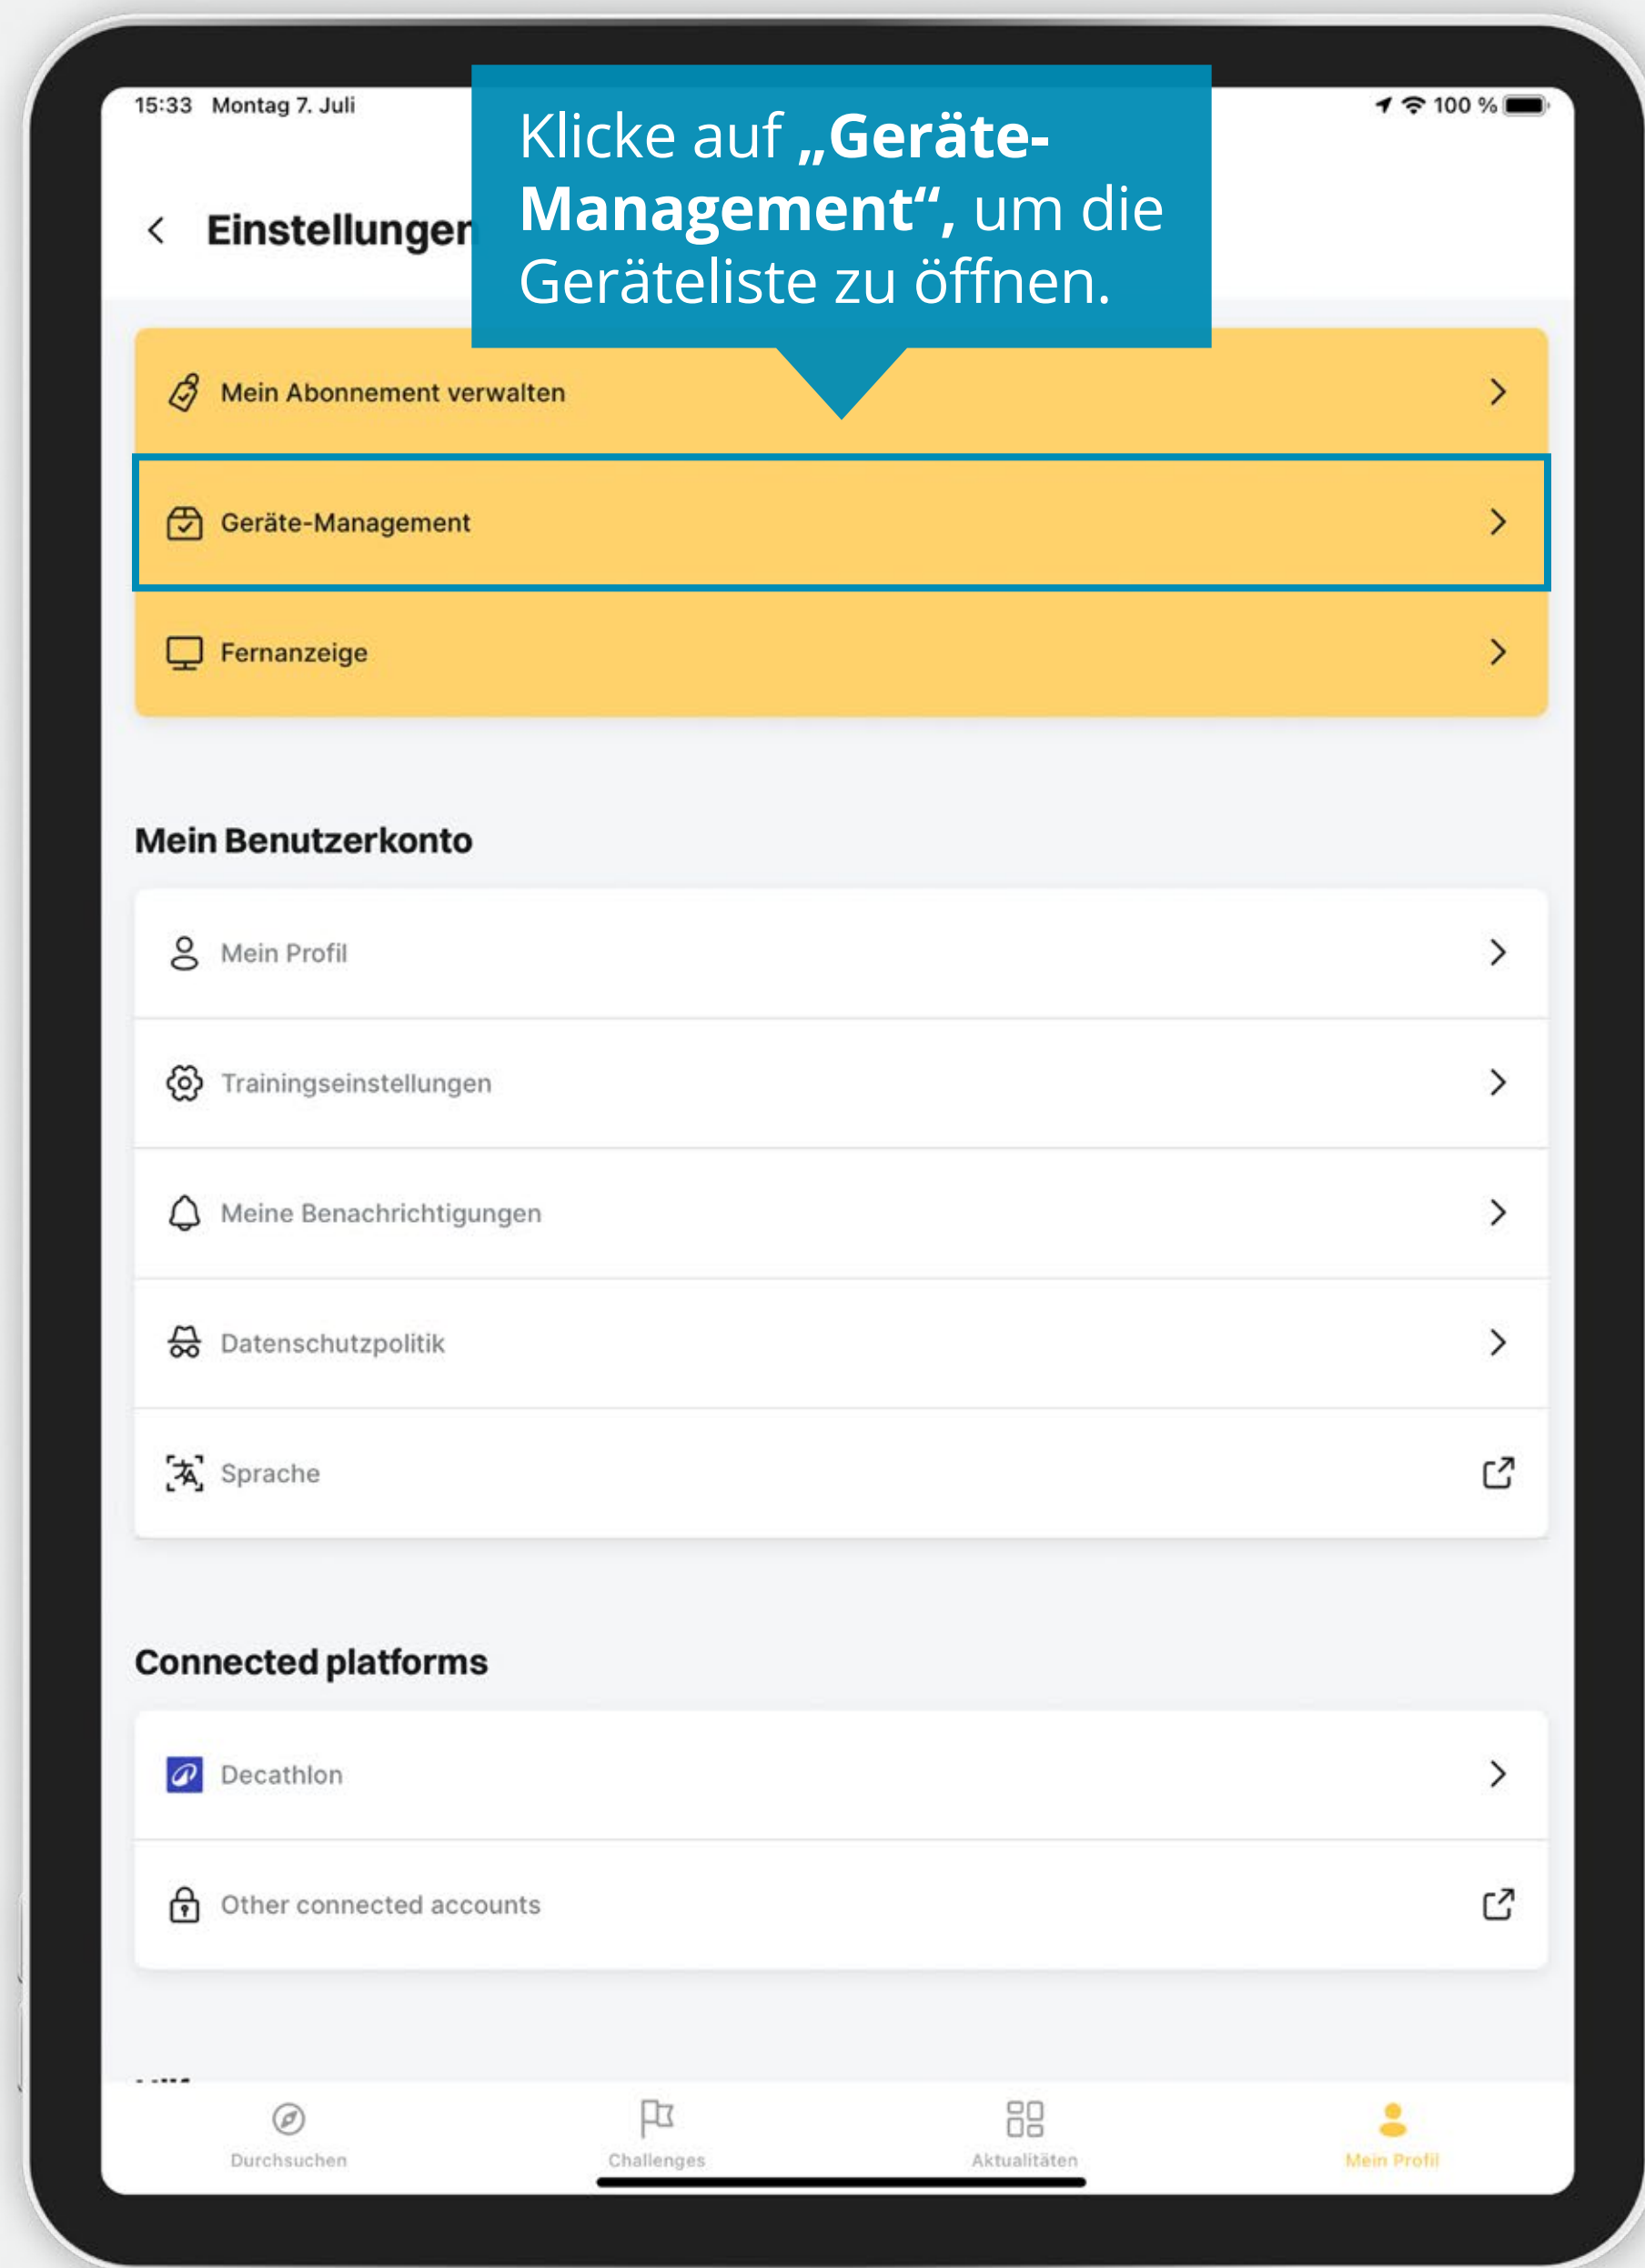 15:33 Montag 7. Juli
100 %
Klicke auf „Geräte-
Management“, um die
Geräteliste zu öffnen.
Einstellungen
Mein Abonnement verwalten
Geräte-Management
Fernanzeige
Mein Benutzerkonto
Mein Profil
Trainingseinstellungen
Meine Benachrichtigungen
Datenschutzpolitik
Sprache
Connected platforms
Decathlon
Other connected accounts
Durchsuchen
Challenges
Aktualitäten
Mein Profil